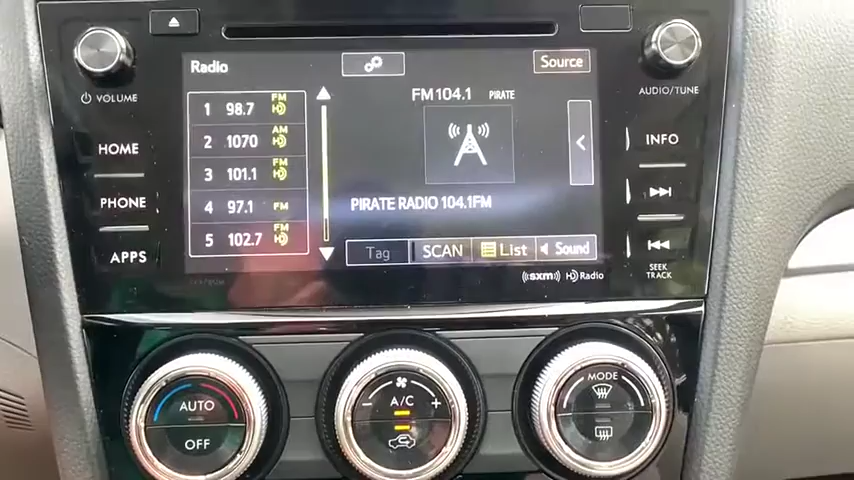 Radio
Source
VOLUME
AUDIO/TUNE
FM104.1 PIRATE
1 98.7 FM HD
2 1070 AM HD
3 101.1 FM HD
4 97.1 FM
5 102.7 FM HD
HOME
PHONE
APPS
INFO
PIRATE RADIO 104.1FM
Tag SCAN List Sound
SEEK
TRACK
((sxm)) HD Radio
AUTO
OFF
A/C
- +
MODE